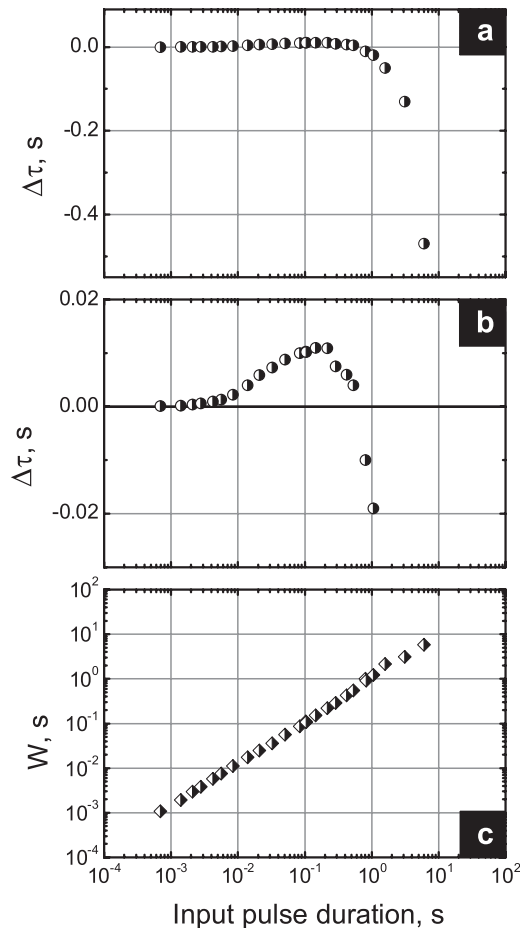 a
0.0
-0.2
-0.4
Δτ, s
b
0.02
0.00
-0.02
Δτ, s
c
10²
10¹
10⁰
10⁻¹
10⁻²
10⁻³
10⁻⁴
W, s
10⁻⁴ 10⁻³ 10⁻² 10⁻¹ 10⁰ 10¹ 10²
Input pulse duration, s